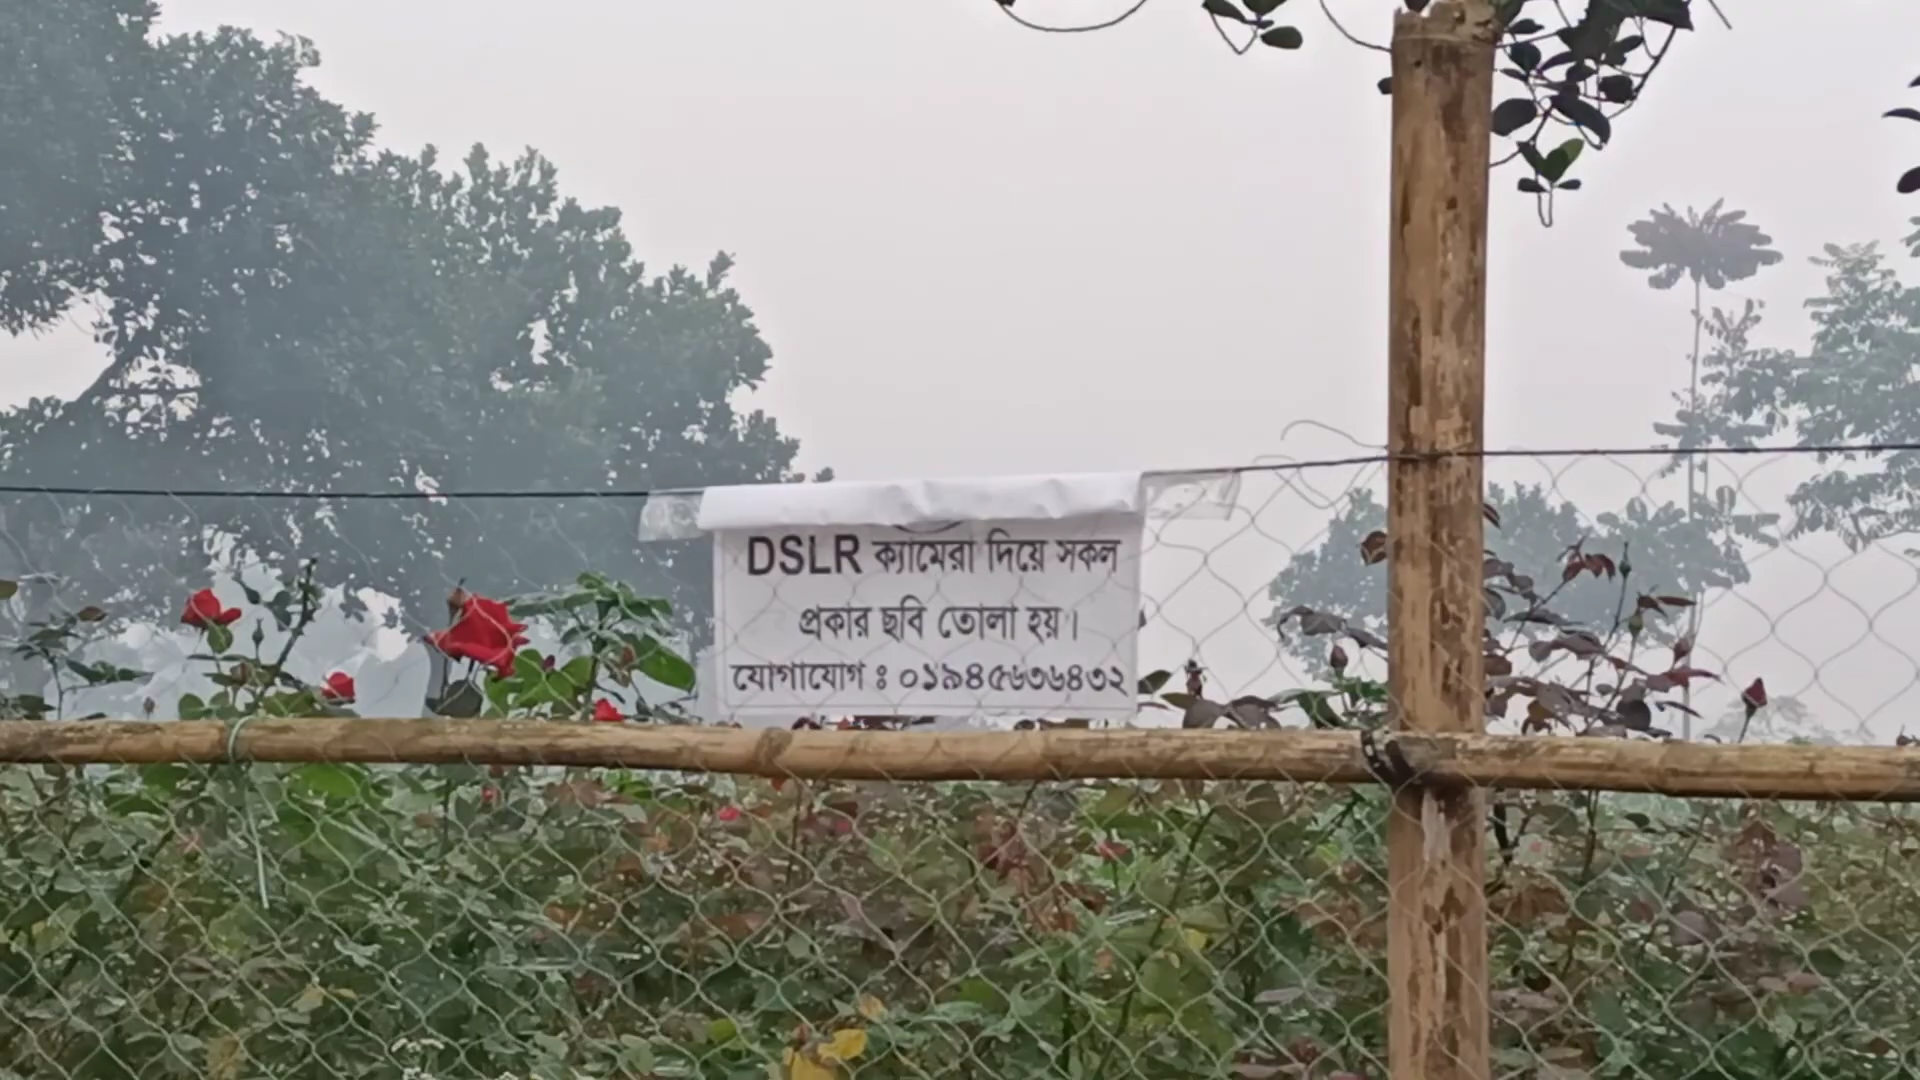 DSLR ক্যামেরা দিয়ে সকল
প্রকার ছবি তোলা হয়।
যোগাযোগ ঃ ০১৯৪৫৬৩৬৪৩২